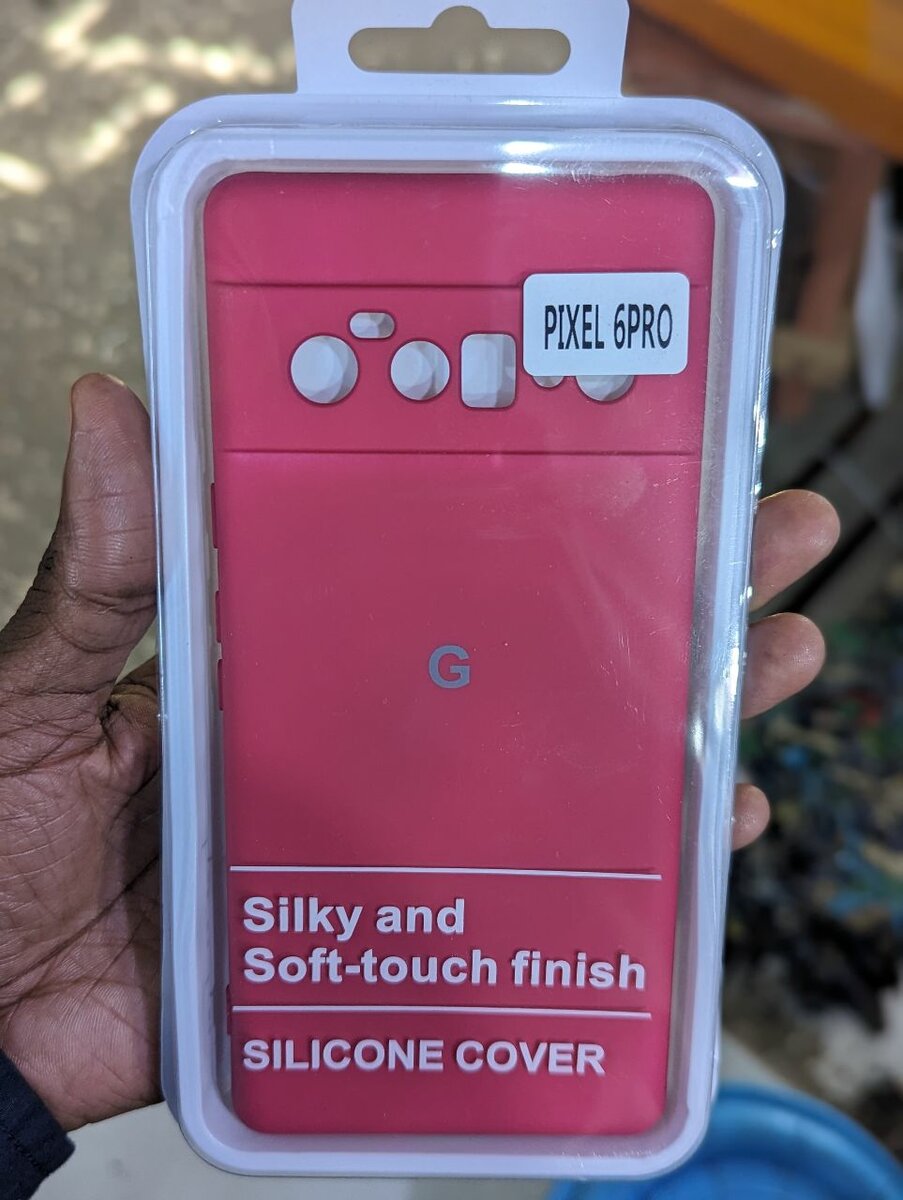 PIXEL 6PRO
G
Silky and
Soft-touch finish
SILICONE COVER